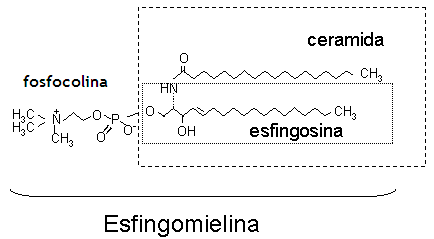 ceramida
fosfocolina
O
CH₃
HN
H₃C
H₃C
+
N
CH₃
O
P
O
O⁻
O
OH
CH₃
esfingosina
Esfingomielina